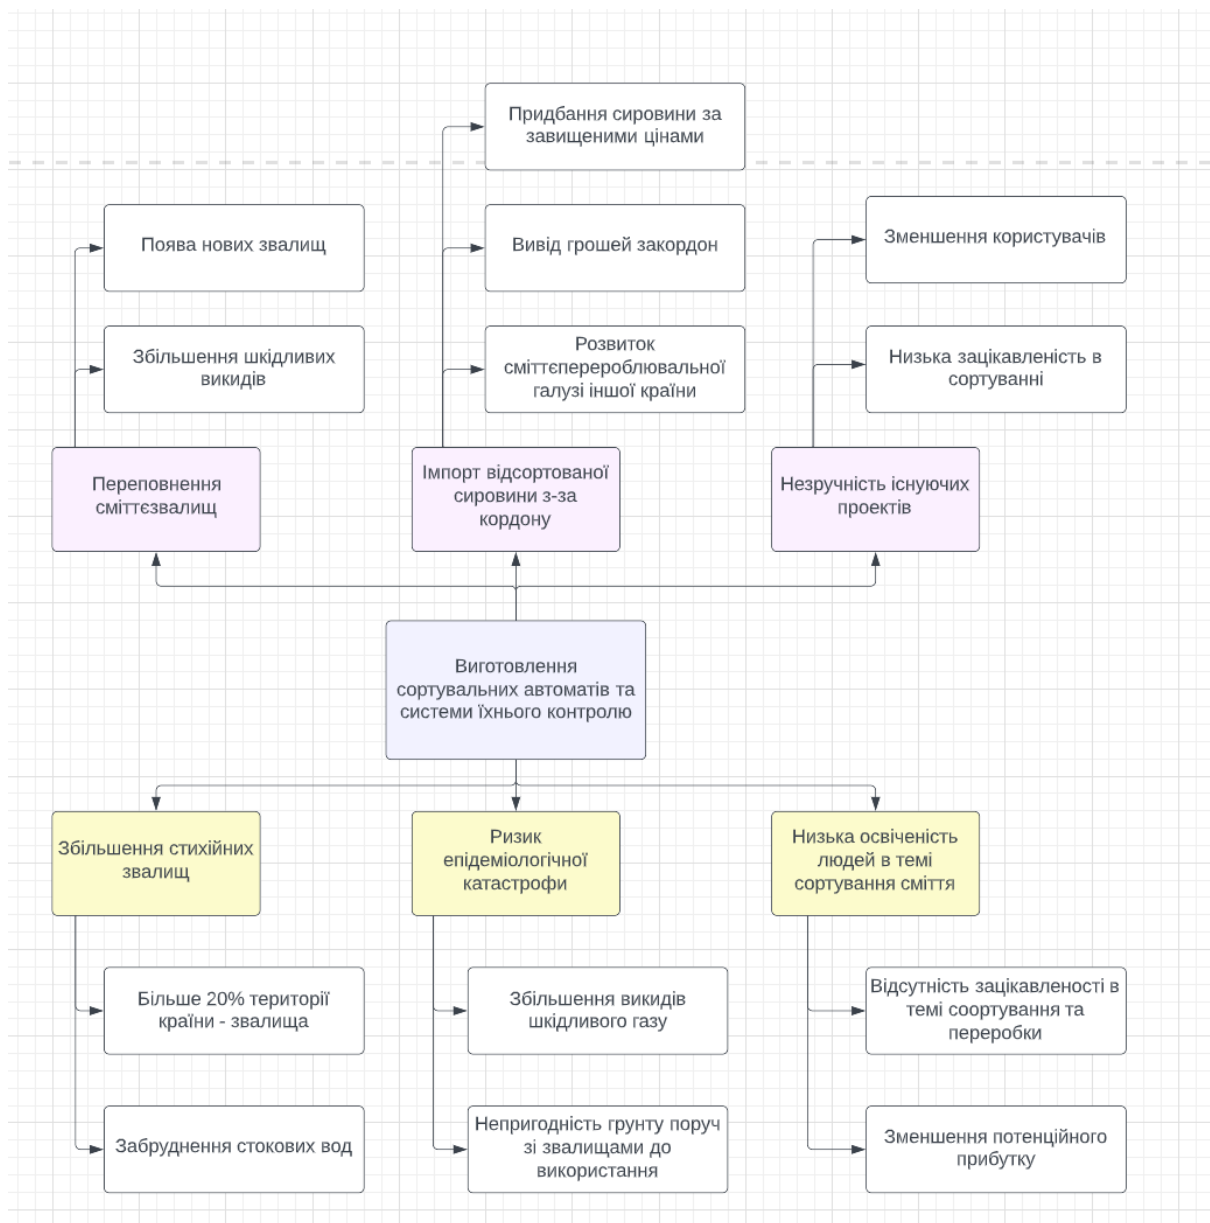 Придбання сировини за
завищеними цінами
Поява нових звалищ
Вивід грошей закордон
Зменшення користувачів
Збільшення шкідливих
викидів
Розвиток
сміттєперероблювальної
галузі іншої країни
Низька зацікавленість в
сортуванні
Переповнення
сміттєзвалищ
Імпорт відсортованої
сировини з-за
кордону
Незручність існуючих
проектів
Виготовлення
сортувальних автоматів та
системи їхнього контролю
Збільшення стихійних
звалищ
Ризик
епідеміологічної
катастрофи
Низька освіченість
людей в темі
сортування сміття
Більше 20% території
країни - звалища
Збільшення викидів
шкідливого газу
Відсутність зацікавленості в
темі соортування та
переробки
Забруднення стокових вод
Непригодність грунту поруч
зі звалищами до
використання
Зменшення потенційного
прибутку